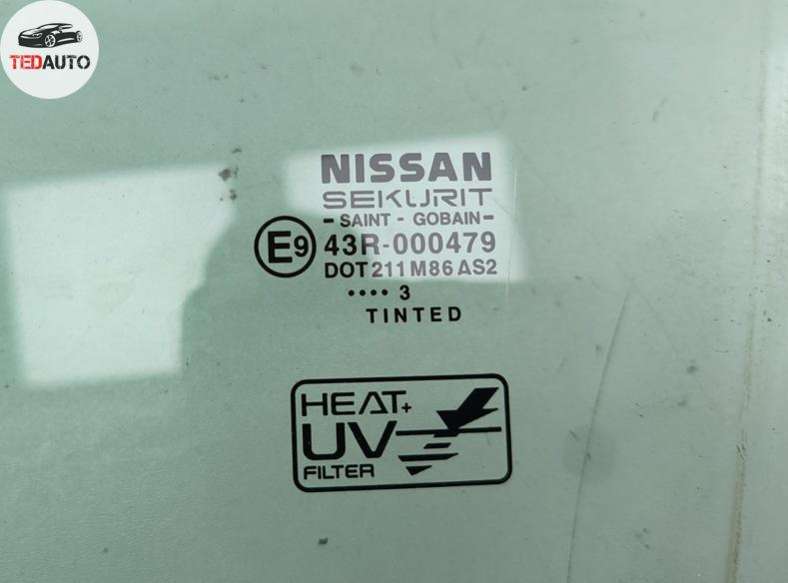 TEDAUTO
NISSAN
SEKURIT
- SAINT - GOBAIN -
E9 43R-000479
DOT 211 M86 AS2
•••• 3
TINTED
HEAT+
UV
FILTER